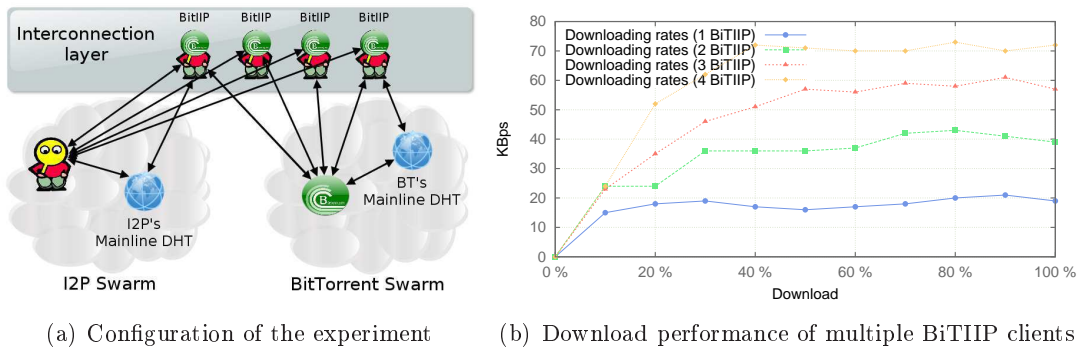 Interconnection
layer
BitIIP
BitIIP
BitIIP
BitIIP
I2P's
Mainline DHT
BT's
Mainline DHT
I2P Swarm
BitTorrent Swarm
(a) Configuration of the experiment
80
70
60
50
40
30
20
10
0
KBps
Downloading rates (1 BiTIIP)
Downloading rates (2 BiTIIP)
Downloading rates (3 BiTIIP)
Downloading rates (4 BiTIIP)
0 %
20 %
40 %
60 %
80 %
100 %
Download
(b) Download performance of multiple BiTIIP clients